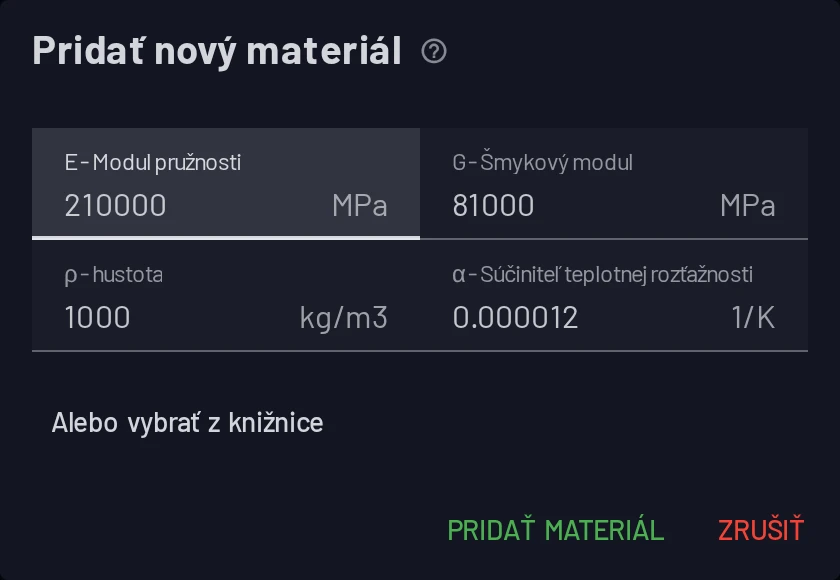 Pridať nový materiál ?
E - Modul pružnosti
210000 MPa
G - Šmykový modul
81000 MPa
ρ - hustota
1000 kg/m3
α - Súčiniteľ teplotnej rozťažnosti
0.000012 1/K
Alebo vybrať z knižnice
PRIDAŤ MATERIÁL
ZRUŠIŤ